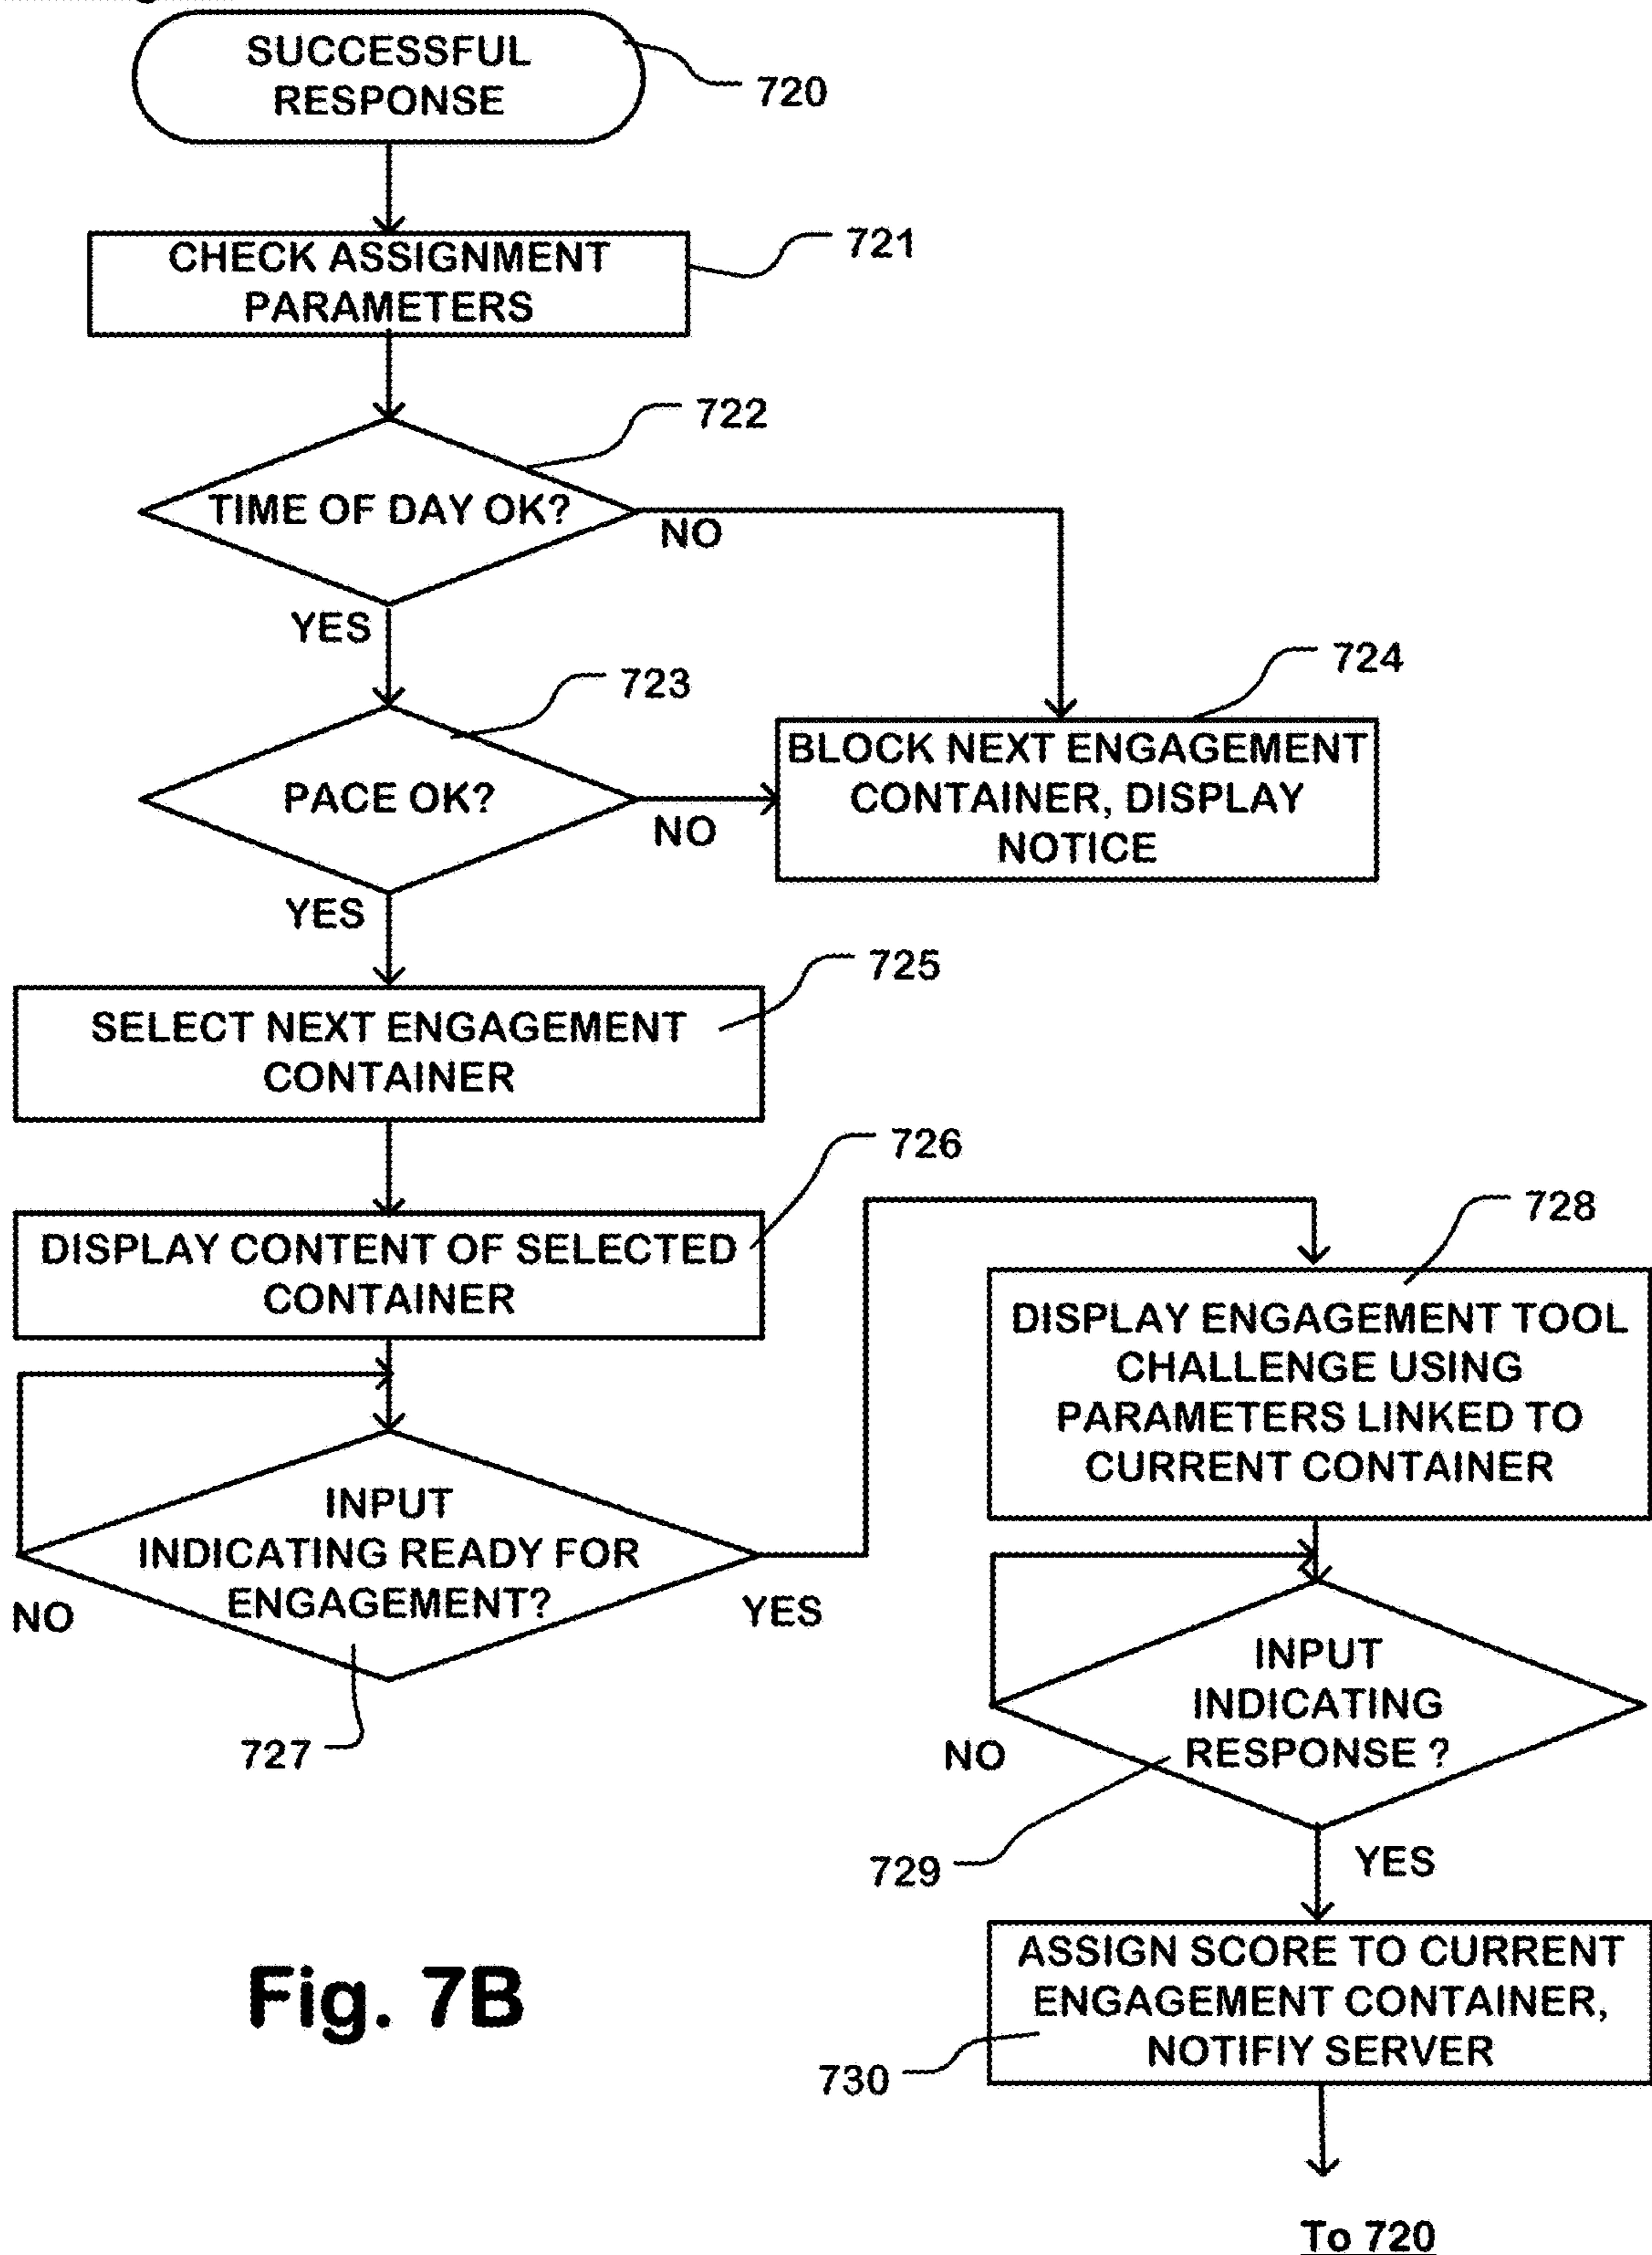 SUCCESSFUL
RESPONSE
720
CHECK ASSIGNMENT
PARAMETERS
721
722
TIME OF DAY OK?
NO
YES
723
724
PACE OK?
NO
BLOCK NEXT ENGAGEMENT
CONTAINER, DISPLAY
NOTICE
YES
725
SELECT NEXT ENGAGEMENT
CONTAINER
726
DISPLAY CONTENT OF SELECTED
CONTAINER
INPUT
INDICATING READY FOR
ENGAGEMENT?
NO
YES
727
728
DISPLAY ENGAGEMENT TOOL
CHALLENGE USING
PARAMETERS LINKED TO
CURRENT CONTAINER
INPUT
INDICATING
RESPONSE ?
NO
729
YES
ASSIGN SCORE TO CURRENT
ENGAGEMENT CONTAINER,
NOTIFIY SERVER
730
To 720
Fig. 7B